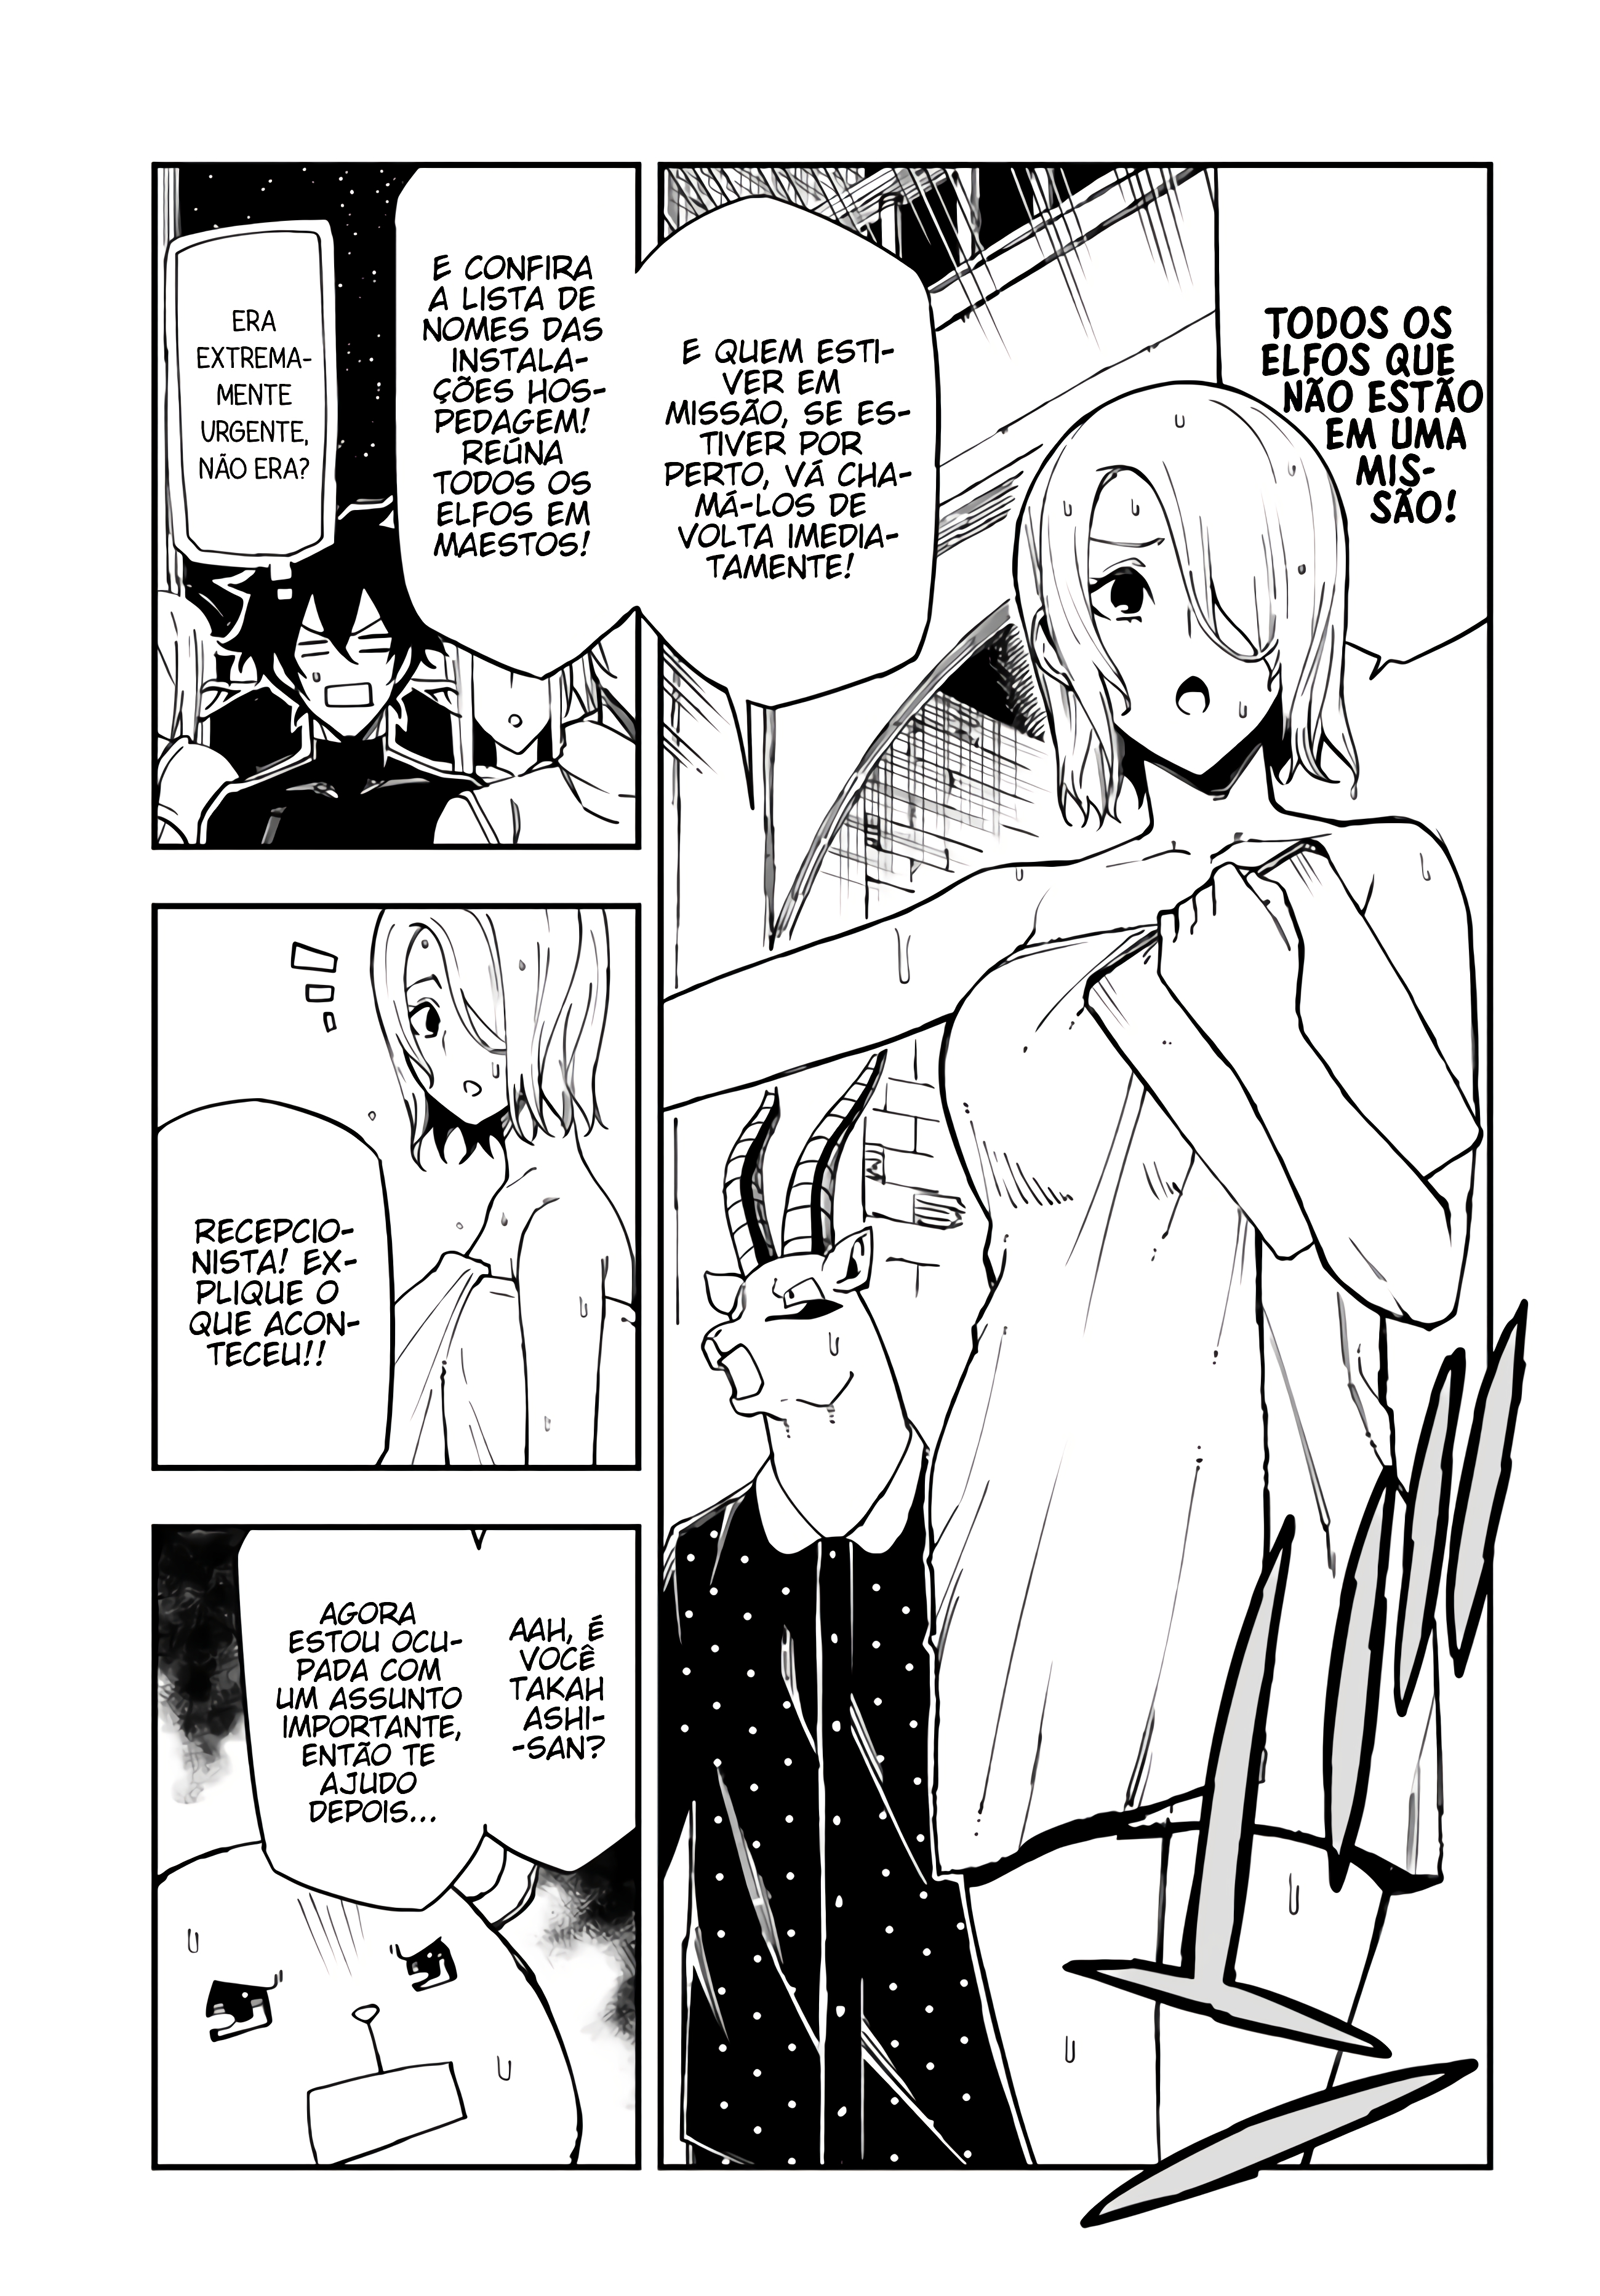 TODOS OS
ELFOS QUE
NÃO ESTÃO
EM UMA
MIS-
SÃO!
E QUEM ESTI-
VER EM
MISSÃO, SE ES-
TIVER POR
PERTO, VÁ CHA-
MÁ-LOS DE
VOLTA IMEDIA-
TAMENTE!
E CONFIRA
A LISTA DE
NOMES DAS
INSTALA-
ÇÕES HOS-
PEDAGEM!
REÚNA
TODOS OS
ELFOS EM
MAESTOS!
ERA
EXTREMA-
MENTE
URGENTE,
NÃO ERA?
RECEPCIO-
NISTA! EX-
PLIQUE O
QUE ACON-
TECEU!!
AAH, É
VOCÊ
TAKAH
ASHI-
-SAN?
AGORA
ESTOU OCU-
PADA COM
UM ASSUNTO
IMPORTANTE,
ENTÃO TE
AJUDO
DEPOIS...